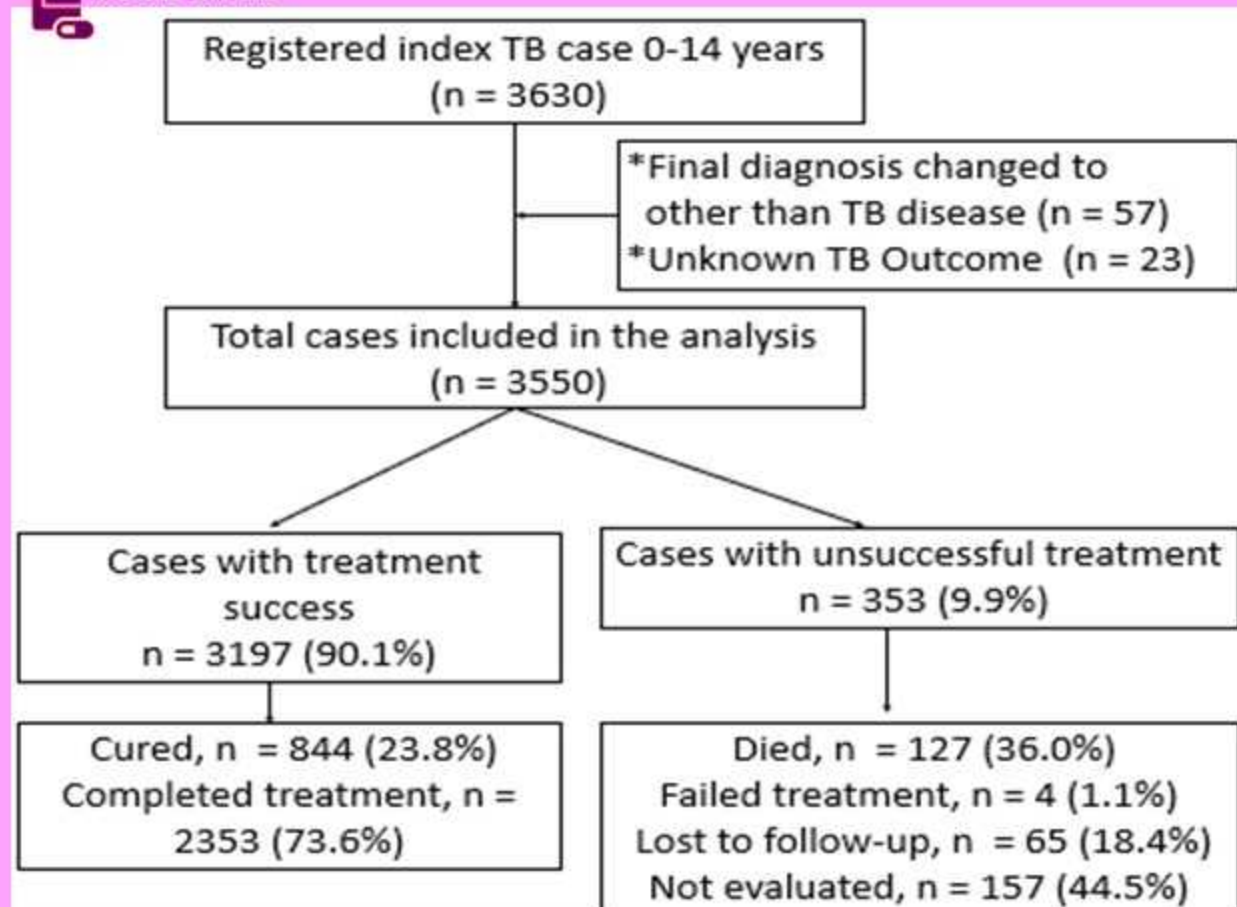 Registered index TB case 0-14 years
(n = 3630)
*Final diagnosis changed to
other than TB disease (n = 57)
*Unknown TB Outcome (n = 23)
Total cases included in the analysis
(n = 3550)
Cases with treatment
success
n = 3197 (90.1%)
Cases with unsuccessful treatment
n = 353 (9.9%)
Cured, n = 844 (23.8%)
Completed treatment, n =
2353 (73.6%)
Died, n = 127 (36.0%)
Failed treatment, n = 4 (1.1%)
Lost to follow-up, n = 65 (18.4%)
Not evaluated, n = 157 (44.5%)